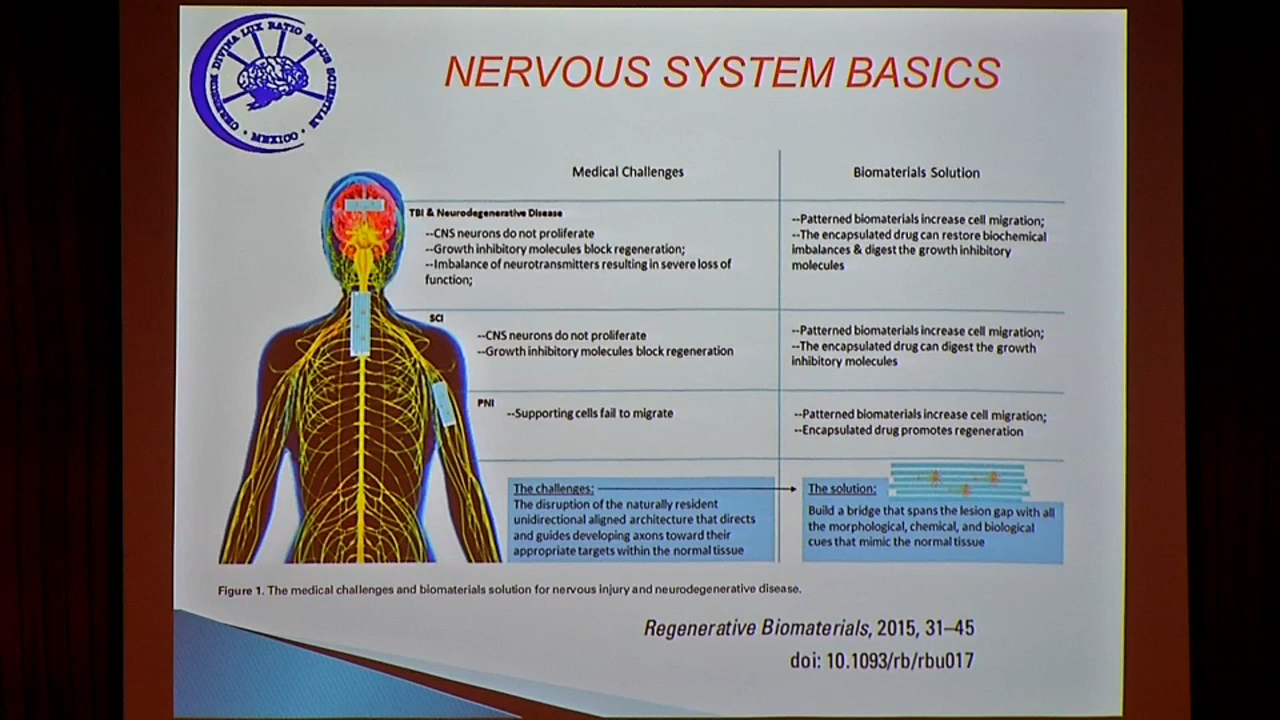 CEREBRUM DIVINA LUX RATIO SALUS SCIENTIAM
• MEXICO •
NERVOUS SYSTEM BASICS
Medical Challenges
Biomaterials Solution
TBI & Neurodegenerative Disease
--CNS neurons do not proliferate
--Growth inhibitory molecules block regeneration;
--Imbalance of neurotransmitters resulting in severe loss of
function;
--Patterned biomaterials increase cell migration;
--The encapsulated drug can restore biochemical
imbalances & digest the growth inhibitory
molecules
SCI
--CNS neurons do not proliferate
--Growth inhibitory molecules block regeneration
--Patterned biomaterials increase cell migration;
--The encapsulated drug can digest the growth
inhibitory molecules
PNI
--Supporting cells fail to migrate
--Patterned biomaterials increase cell migration;
--Encapsulated drug promotes regeneration
The challenges:
The disruption of the naturally resident
unidirectional aligned architecture that directs
and guides developing axons toward their
appropriate targets within the normal tissue
The solution:
Build a bridge that spans the lesion gap with all
the morphological, chemical, and biological
cues that mimic the normal tissue
Figure 1. The medical challenges and biomaterials solution for nervous injury and neurodegenerative disease.
Regenerative Biomaterials, 2015, 31–45
doi: 10.1093/rb/rbu017